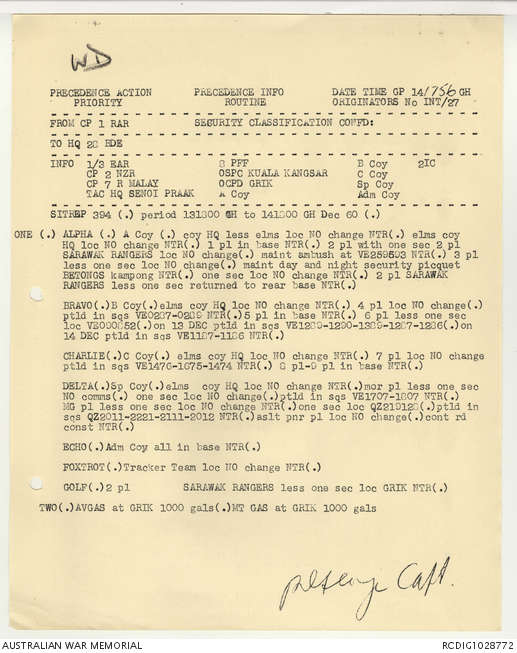 WD
PRECEDENCE ACTION PRECEDENCE INFO DATE TIME GP 14/756 GH
PRIORITY ROUTINE ORIGINATORS No INT/27
FROM CP 1 RAR SECURITY CLASSIFICATION CONFD:
TO HQ 28 BDE
INFO 1/3 EAR 8 PFF B Coy 2IC
CP 2 NZR OSPC KUALA KANGSAR C Coy
CP 7 R MALAY OCPD GRIK Sp Coy
TAC HQ SENOI PRAAK A Coy Adm Coy
SITREP 394 (.) period 131800 GH to 141800 GH Dec 60 (.)
ONE (.) ALPHA (.) A Coy (.) coy HQ less elms loc NO change NTR(.) elms coy
HQ loc NO change NTR(.) 1 pl in base NTR(.) 2 pl with one sec 2 pl
SARAWAK RANGERS loc NO change(.) maint ambush at VE259593 NTR(.) 3 pl
less one sec loc NO change(.) maint day and night security picquet
BETONGS kampong NTR(.) one sec loc NO change NTR(.) 2 pl SARAWAK
RANGERS less one sec returned to rear base NTR(.)
BRAVO(.)B Coy(.)elms coy HQ loc NO change NTR(.) 4 pl loc NO change(.)
ptld in sqs VE0287-0289 NTR(.)5 pl in base NTR(.) 6 pl less one sec
loc VE090852(.)on 13 DEC ptld in sqs VE1289-1290-1389-1287-1286(.)on
14 DEC ptld in sqs VE1187-1186 NTR(.)
CHARLIE(.)C Coy(.) elms coy HQ loc NO change NTR(.) 7 pl loc NO change
ptld in sqs VE1476-1675-1474 NTR(.) 8 pl-9 pl in base NTR(.)
DELTA(.)Sp Coy(.)elms coy HQ loc NO change NTR(.)mor pl less one sec
NO comms(.) one sec loc NO change(.)ptld in sqs VE1707-1807 NTR(.)
MG pl less one sec loc NO change NTR(.)one sec loc QZ219128(.)ptld in
sqs QZ2011-2221-2111-2012 NTR(.)aslt pnr pl loc NO change(.)cont rd
const NTR(.)
ECHO(.)Adm Coy all in base NTR(.)
FOXTROT(.)Tracker Team loc NO change NTR(.)
GOLF(.)2 pl SARAWAK RANGERS less one sec loc GRIK NTR(.)
TWO(.)AVGAS at GRIK 1000 gals(.)MT GAS at GRIK 1000 gals
Capt.
AUSTRALIAN WAR MEMORIAL RCDIG1028772